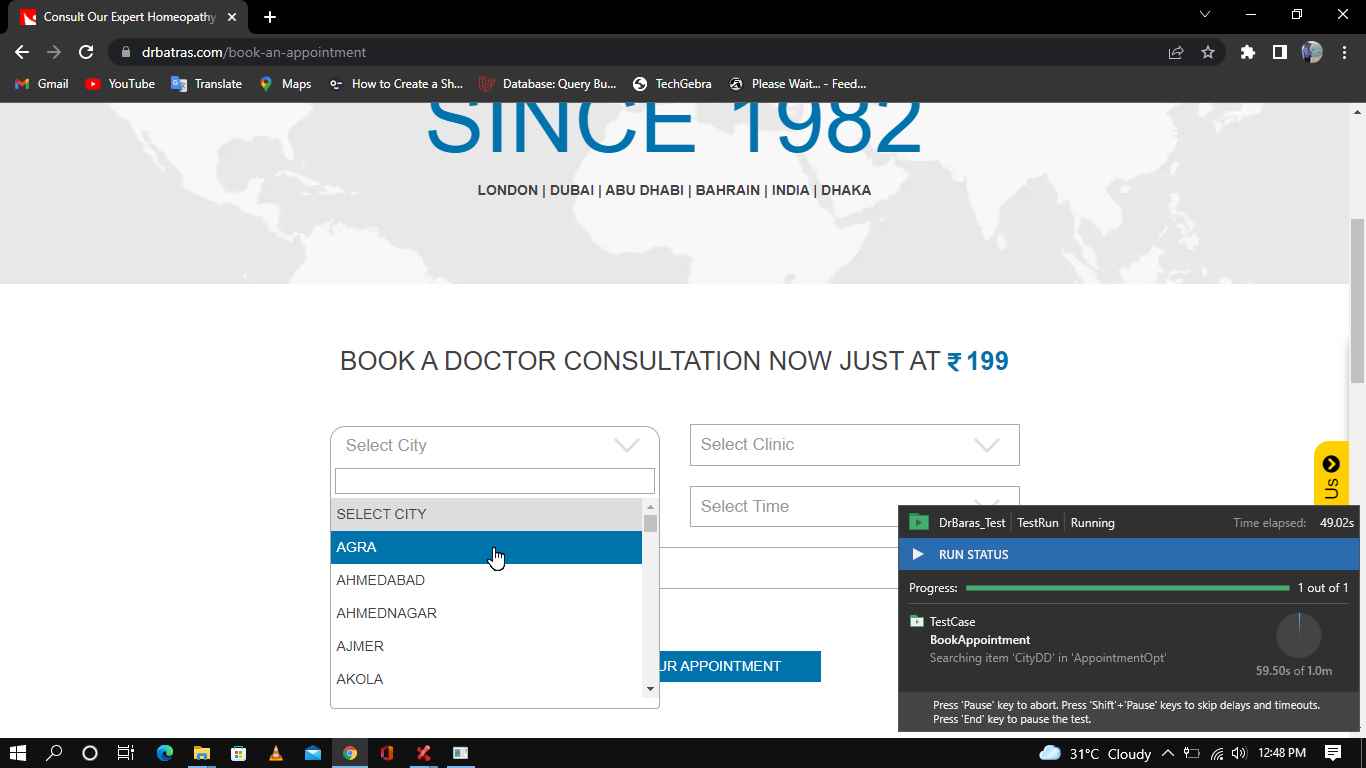 Consult Our Expert Homeopathy
drbatras.com/book-an-appointment
Gmail YouTube Translate Maps How to Create a Sh... Database: Query Bu... TechGebra Please Wait... - Feed...
SINCE 1982
LONDON | DUBAI | ABU DHABI | BAHRAIN | INDIA | DHAKA
BOOK A DOCTOR CONSULTATION NOW JUST AT ₹ 199
Select City
Select Clinic
SELECT CITY
AGRA
AHMEDABAD
AHMEDNAGAR
AJMER
AKOLA
Select Time
UR APPOINTMENT
Us
DrBaras_Test TestRun Running Time elapsed: 49.02s
RUN STATUS
Progress: 1 out of 1
TestCase
BookAppointment
Searching item 'CityDD' in 'AppointmentOpt'
59.50s of 1.0m
Press 'Pause' key to abort. Press 'Shift'+'Pause' keys to skip delays and timeouts.
Press 'End' key to pause the test.
31°C Cloudy 12:48 PM